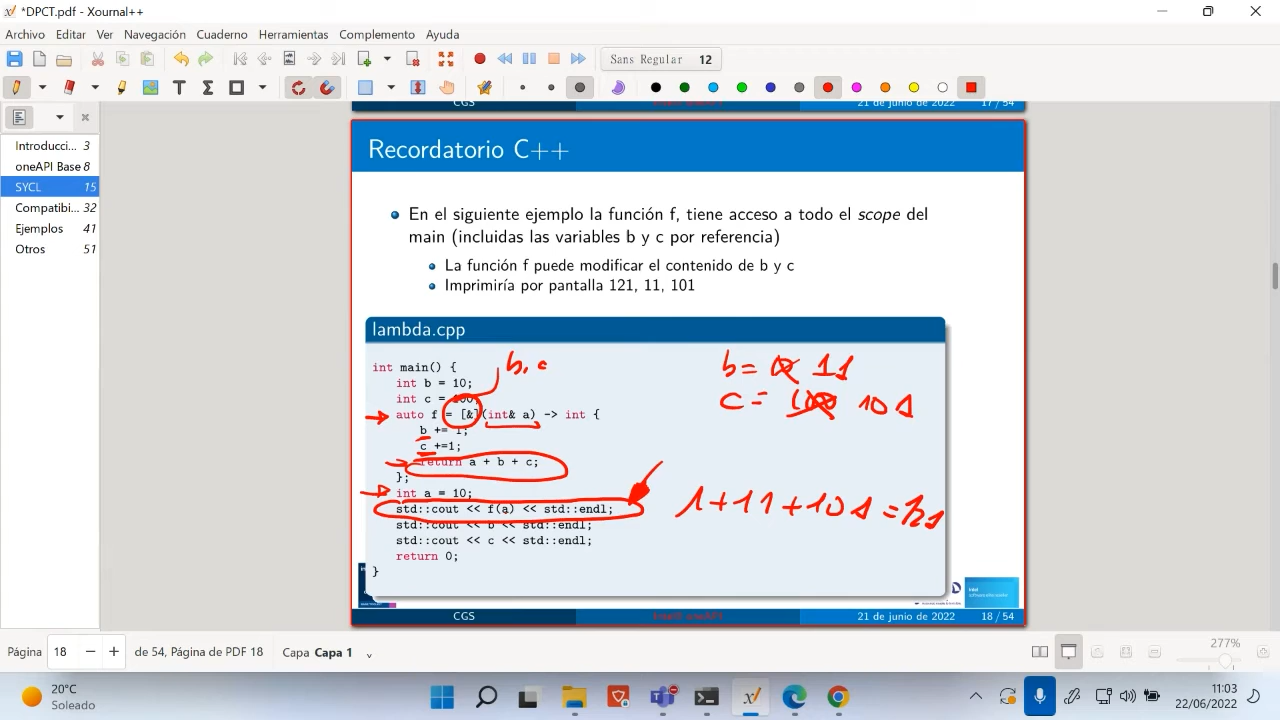 *DPCT.pdf - Xournal++
Archivo Editar Ver Navegación Cuaderno Herramientas Complemento Ayuda
Sans Regular 12
CGS 21 de junio de 2022 17 / 54
Introducci... 3
oneAPI Base 8
SYCL 15
Compatibi... 32
Ejemplos 41
Otros 51
Recordatorio C++
En el siguiente ejemplo la función f, tiene acceso a todo el scope del
main (incluidas las variables b y c por referencia)
La función f puede modificar el contenido de b y c
Imprimiría por pantalla 121, 11, 101
lambda.cpp
b, c
int main() {
int b = 10;
int c = 100;
auto f = [&](int& a) -> int {
b += 1;
c +=1;
return a + b + c;
};
int a = 10;
std::cout << f(a) << std::endl;
std::cout << b << std::endl;
std::cout << c << std::endl;
return 0;
}
b = 11
c = 100 101
1+11+101=
CGS Intel® oneAPI 21 de junio de 2022 18 / 54
Página 18 de 54, Página de PDF 18 Capa Capa 1 277%
20°C
Soleado
11:03
22/06/2022